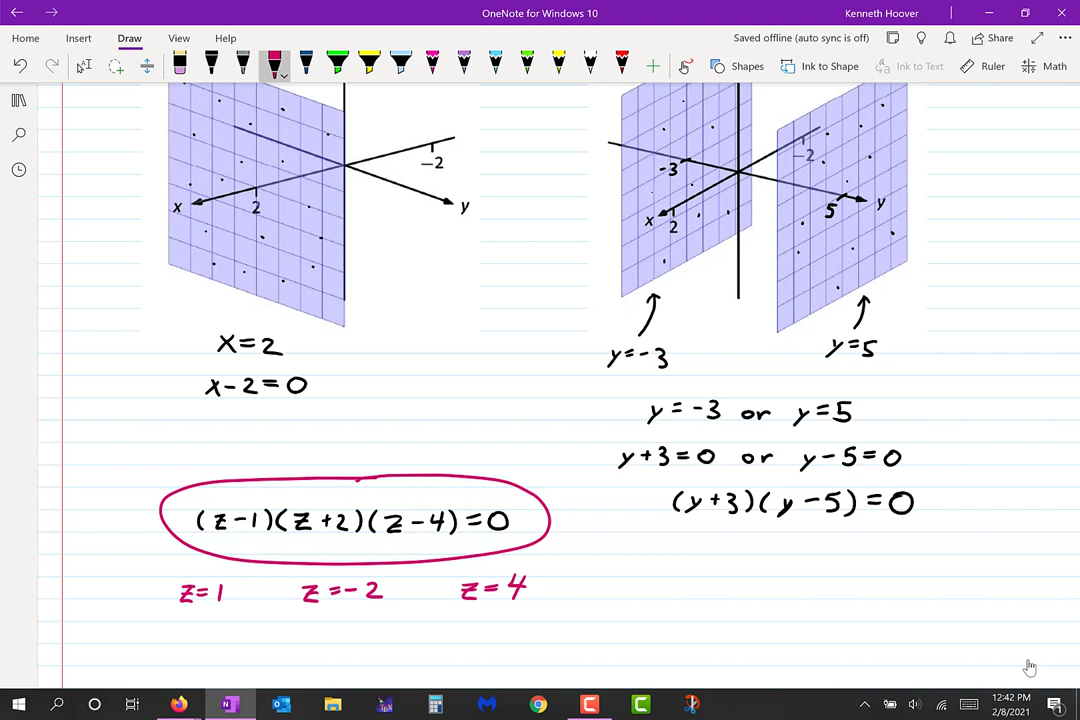 OneNote for Windows 10
Kenneth Hoover
Home Insert Draw View Help
Saved offline (auto sync is off)
Share
Shapes
Ink to Shape
Ink to Text
Ruler
Math
-2
x
2
y
-3
-2
x
2
5
y
x=2
x-2=0
y=-3
y=5
y=-3 or y=5
y+3=0 or y-5=0
(y+3)(y-5)=0
(z-1)(z+2)(z-4)=0
z=1 z=-2 z=4
12:42 PM
2/8/2021